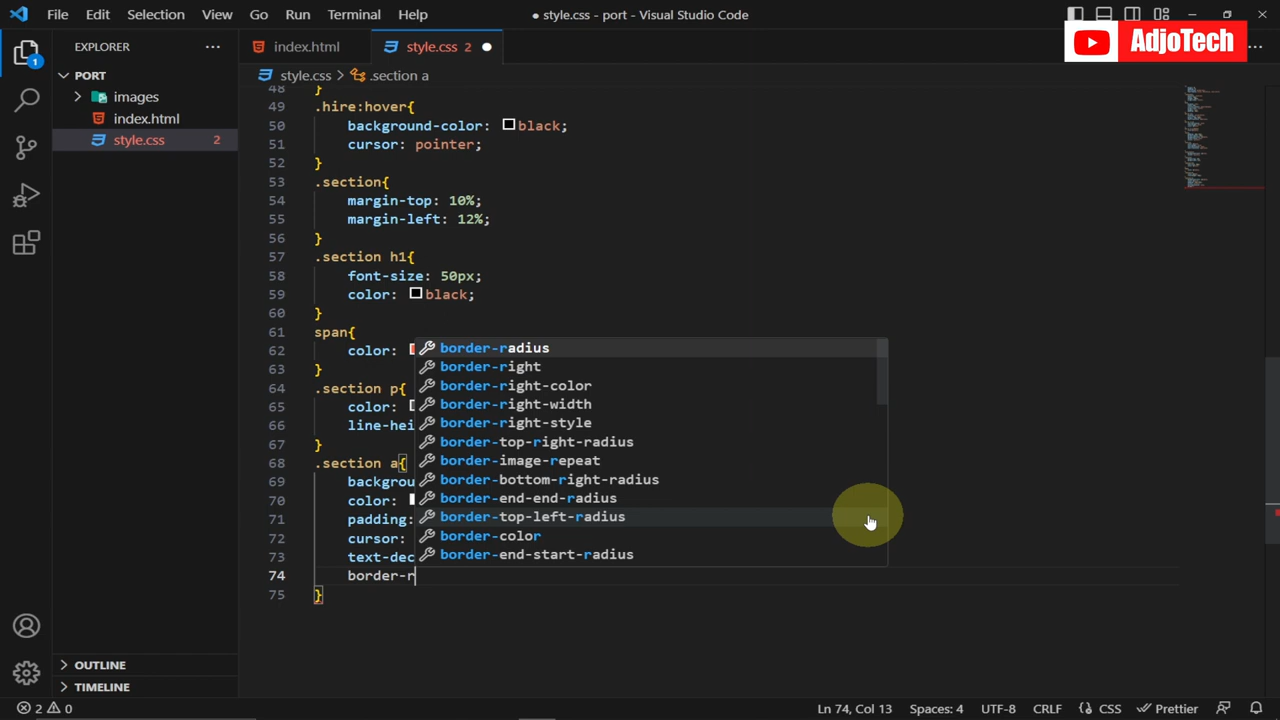 File Edit Selection View Go Run Terminal Help
● style.css - port - Visual Studio Code
AdjoTech
EXPLORER
index.html
style.css 2
1
PORT
images
index.html
style.css 2
style.css > .section a
48 }
49 .hire:hover{
50 background-color: black;
51 cursor: pointer;
52 }
53 .section{
54 margin-top: 10%;
55 margin-left: 12%;
56 }
57 .section h1{
58 font-size: 50px;
59 color: black;
60 }
61 span{
62 color:
63 }
64 .section p{
65 color:
66 line-hei
67 }
68 .section a{
69 backgrou
70 color:
71 padding:
72 cursor:
73 text-dec
74 border-r
75 }
border-radius
border-right
border-right-color
border-right-width
border-right-style
border-top-right-radius
border-image-repeat
border-bottom-right-radius
border-end-end-radius
border-top-left-radius
border-color
border-end-start-radius
OUTLINE
TIMELINE
2 0
Ln 74, Col 13 Spaces: 4 UTF-8 CRLF {} CSS Prettier